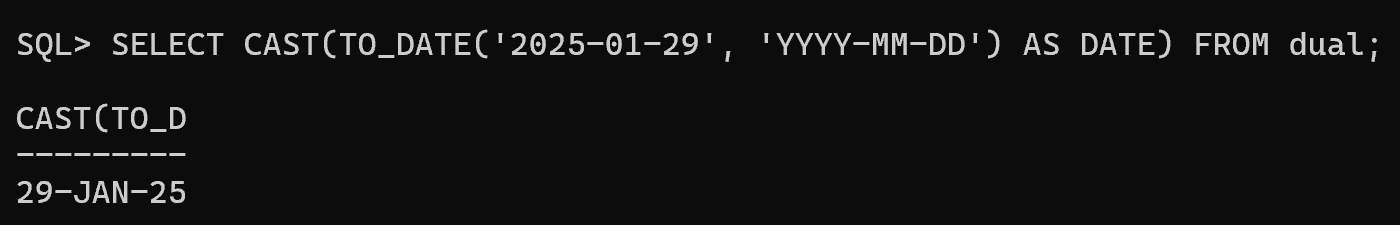 SQL> SELECT CAST(TO_DATE('2025-01-29', 'YYYY-MM-DD') AS DATE) FROM dual;
CAST(TO_D
---------
29-JAN-25